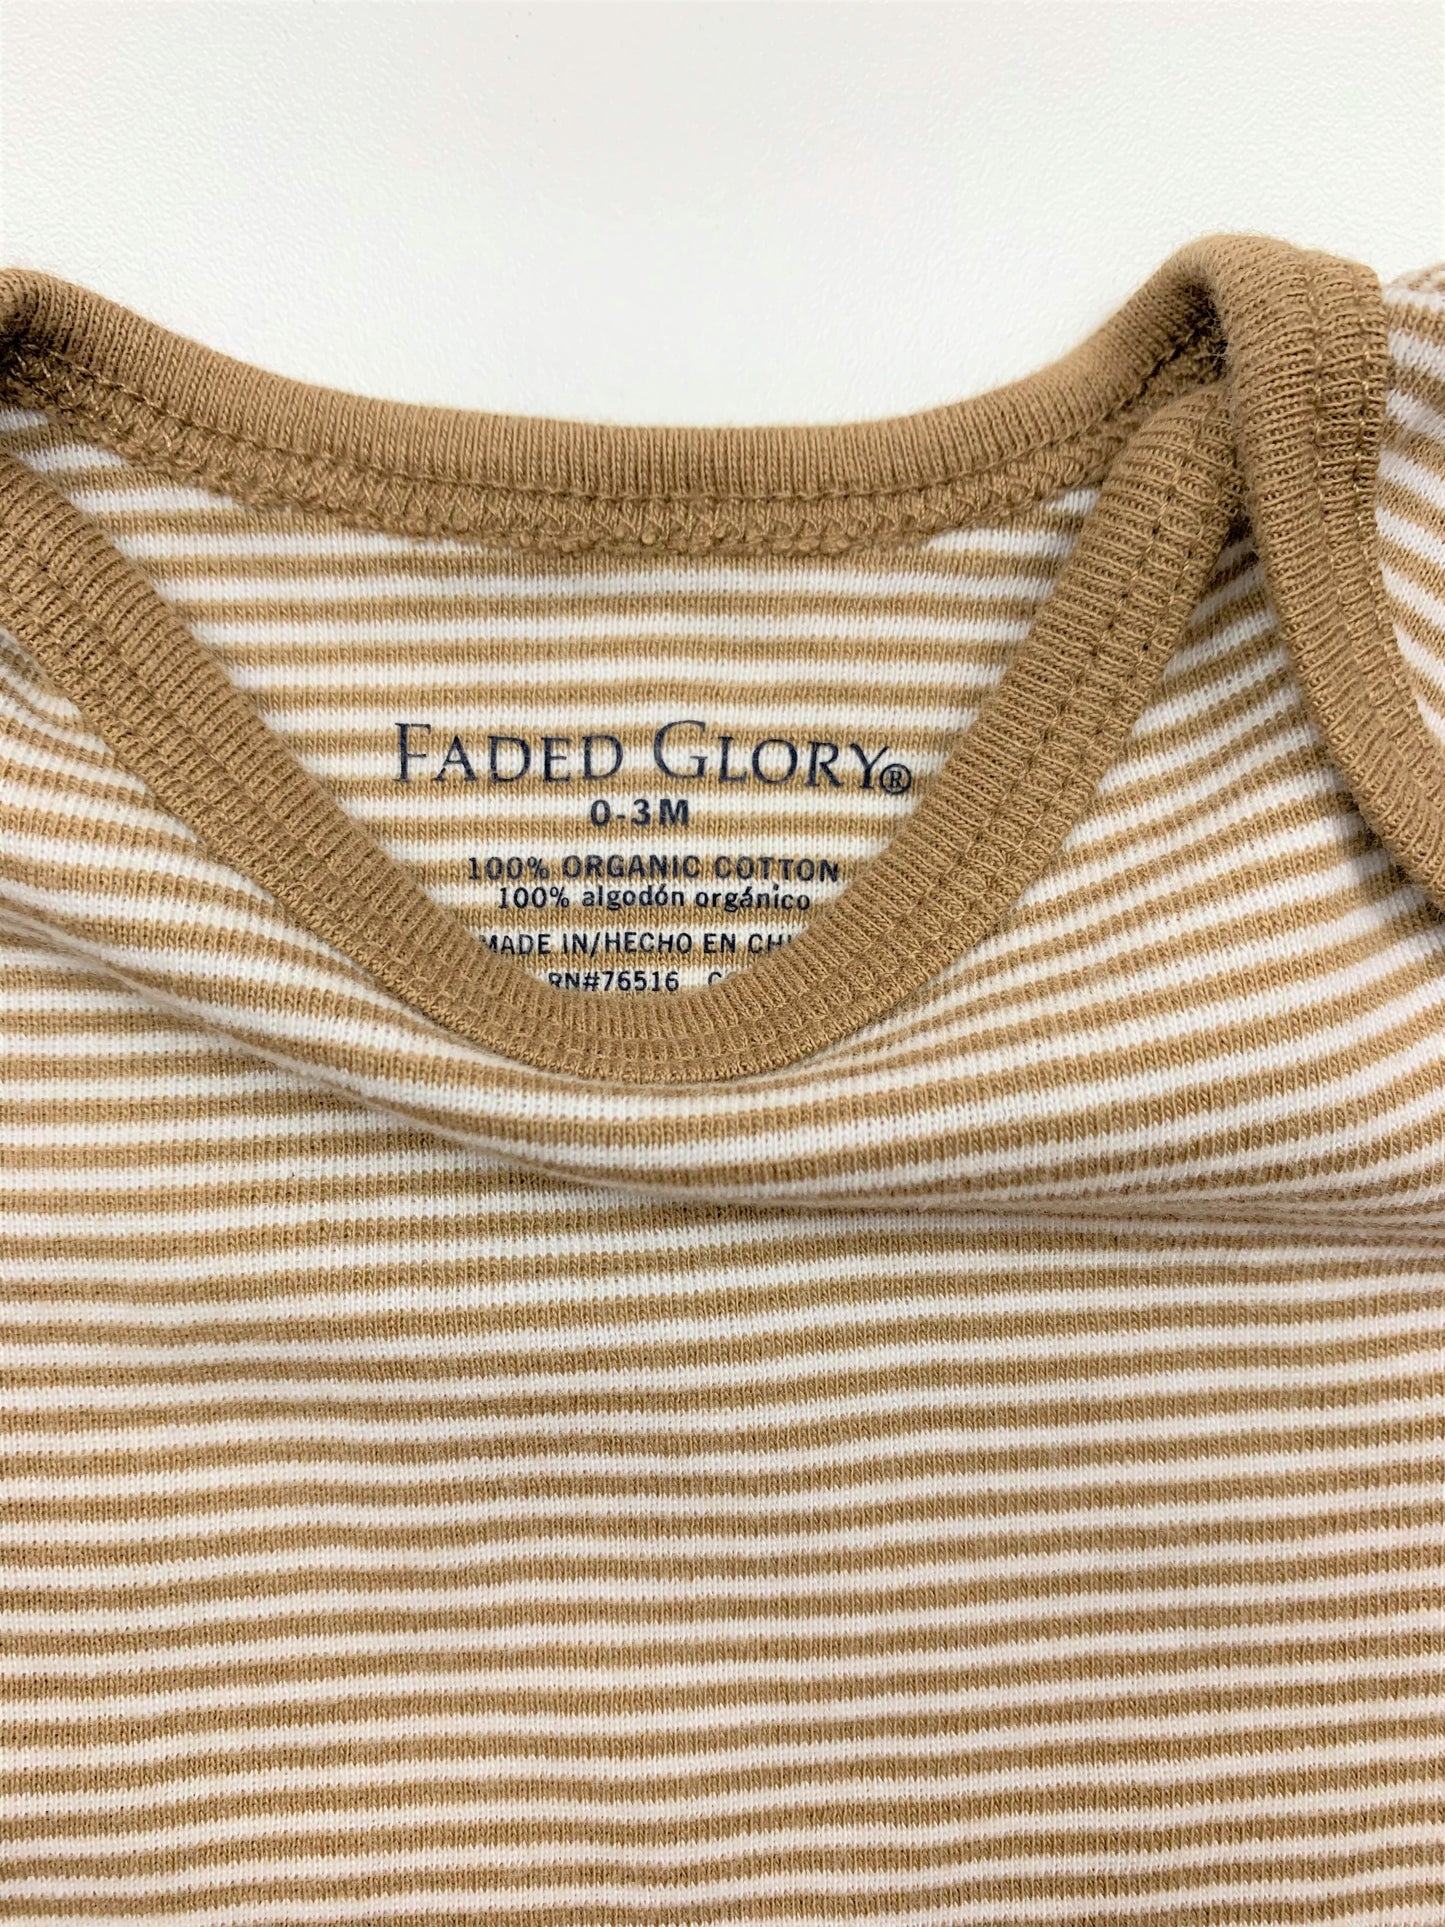 FADED GLORY®
0-3M
100% ORGANIC COTTON
100% algodón orgánico
MADE IN/HECHO EN
RN#76516